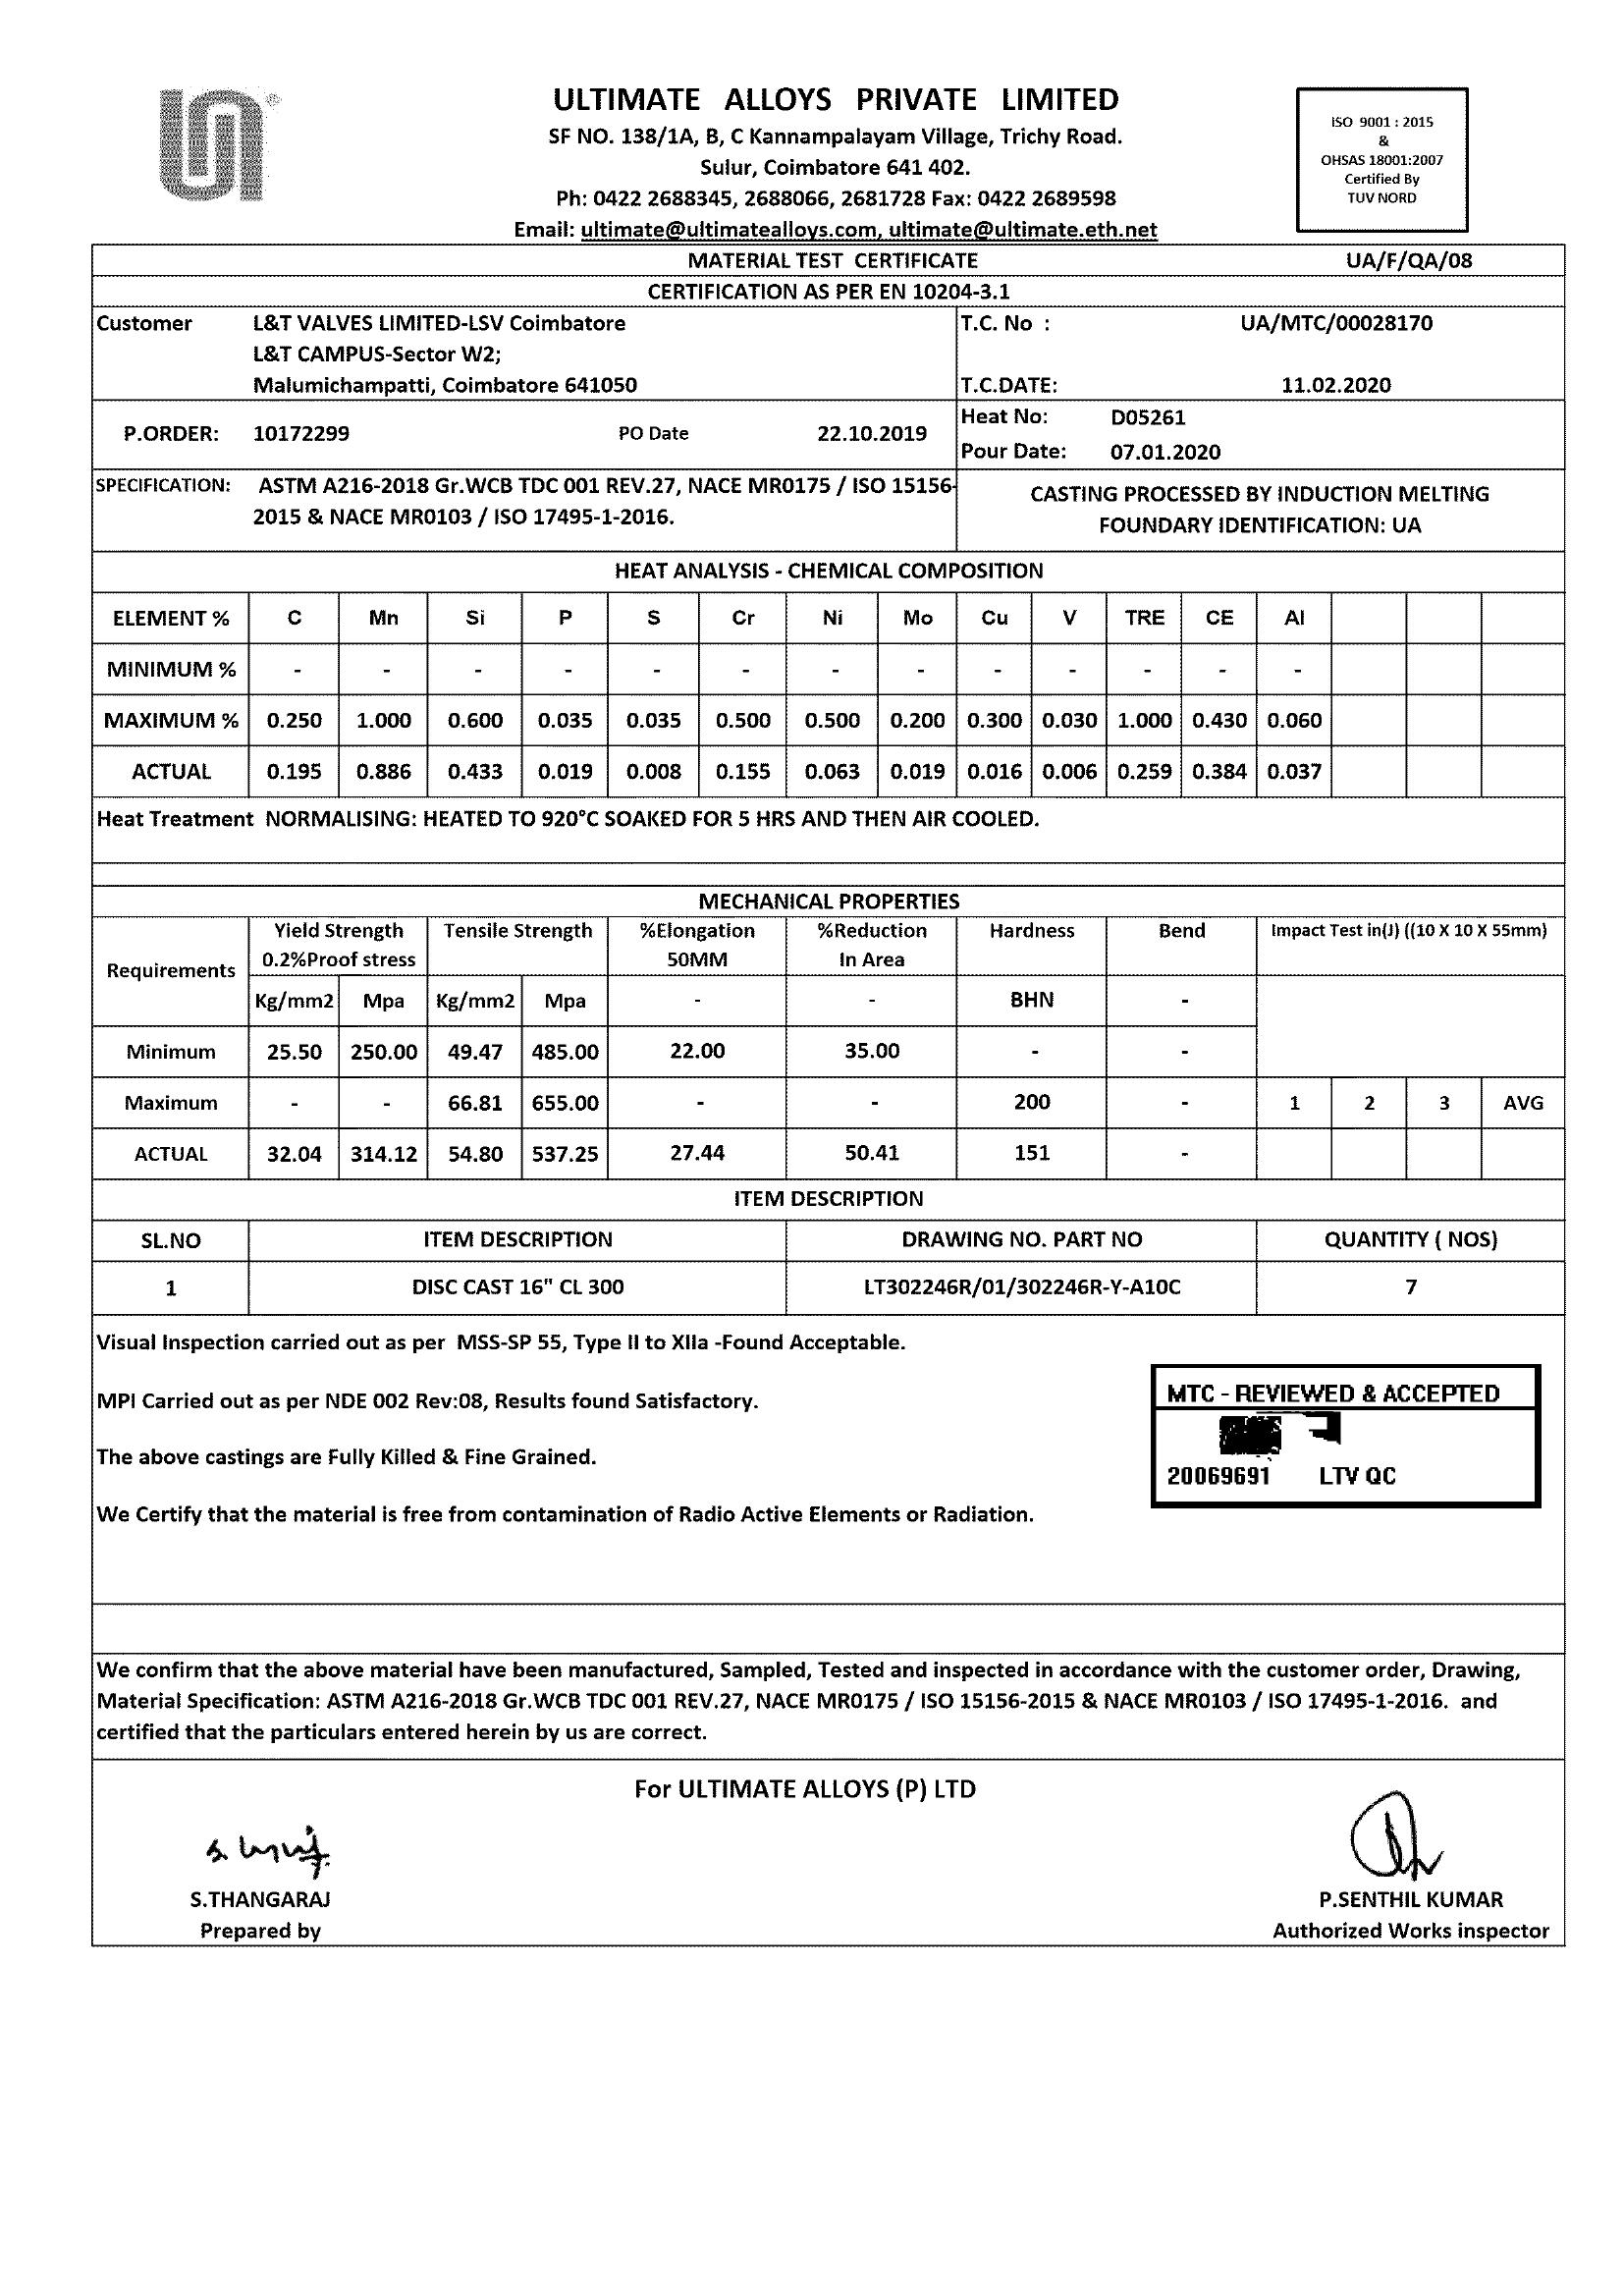 ULTIMATE ALLOYS PRIVATE LIMITED
SF NO. 138/1A, B, C Kannampalayam Village, Trichy Road.
Sulur, Coimbatore 641 402.
Ph: 0422 2688345, 2688066, 2681728 Fax: 0422 2689598
Email: ultimate@ultimatealloys.com, ultimate@ultimate.eth.net
ISO 9001 : 2015
&
OHSAS 18001:2007
Certified By
TUV NORD
MATERIAL TEST CERTIFICATE UA/F/QA/08
CERTIFICATION AS PER EN 10204-3.1
Customer L&T VALVES LIMITED-LSV Coimbatore
L&T CAMPUS-Sector W2;
Malumichampatti, Coimbatore 641050
T.C. No : UA/MTC/00028170
T.C.DATE: 11.02.2020
P.ORDER: 10172299 PO Date 22.10.2019
Heat No: D05261
Pour Date: 07.01.2020
SPECIFICATION: ASTM A216-2018 Gr.WCB TDC 001 REV.27, NACE MR0175 / ISO 15156-
2015 & NACE MR0103 / ISO 17495-1-2016.
CASTING PROCESSED BY INDUCTION MELTING
FOUNDARY IDENTIFICATION: UA
HEAT ANALYSIS - CHEMICAL COMPOSITION
ELEMENT % C Mn Si P S Cr Ni Mo Cu V TRE CE Al
MINIMUM % - - - - - - - - - - - - -
MAXIMUM % 0.250 1.000 0.600 0.035 0.035 0.500 0.500 0.200 0.300 0.030 1.000 0.430 0.060
ACTUAL 0.195 0.886 0.433 0.019 0.008 0.155 0.063 0.019 0.016 0.006 0.259 0.384 0.037
Heat Treatment NORMALISING: HEATED TO 920°C SOAKED FOR 5 HRS AND THEN AIR COOLED.
MECHANICAL PROPERTIES
Requirements
Yield Strength Tensile Strength %Elongation %Reduction Hardness Bend Impact Test in(J) ((10 X 10 X 55mm)
0.2%Proof stress 50MM In Area
Kg/mm2 Mpa Kg/mm2 Mpa - - BHN -
Minimum 25.50 250.00 49.47 485.00 22.00 35.00 - -
Maximum - - 66.81 655.00 - - 200 - 1 2 3 AVG
ACTUAL 32.04 314.12 54.80 537.25 27.44 50.41 151 -
ITEM DESCRIPTION
SL.NO ITEM DESCRIPTION DRAWING NO. PART NO QUANTITY ( NOS)
1 DISC CAST 16" CL 300 LT302246R/01/302246R-Y-A10C 7
Visual Inspection carried out as per MSS-SP 55, Type II to XIIa -Found Acceptable.
MPI Carried out as per NDE 002 Rev:08, Results found Satisfactory.
The above castings are Fully Killed & Fine Grained.
We Certify that the material is free from contamination of Radio Active Elements or Radiation.
MTC - REVIEWED & ACCEPTED
20069691 LTV QC
We confirm that the above material have been manufactured, Sampled, Tested and inspected in accordance with the customer order, Drawing,
Material Specification: ASTM A216-2018 Gr.WCB TDC 001 REV.27, NACE MR0175 / ISO 15156-2015 & NACE MR0103 / ISO 17495-1-2016. and
certified that the particulars entered herein by us are correct.
For ULTIMATE ALLOYS (P) LTD
S.THANGARAJ
Prepared by
P.SENTHIL KUMAR
Authorized Works inspector